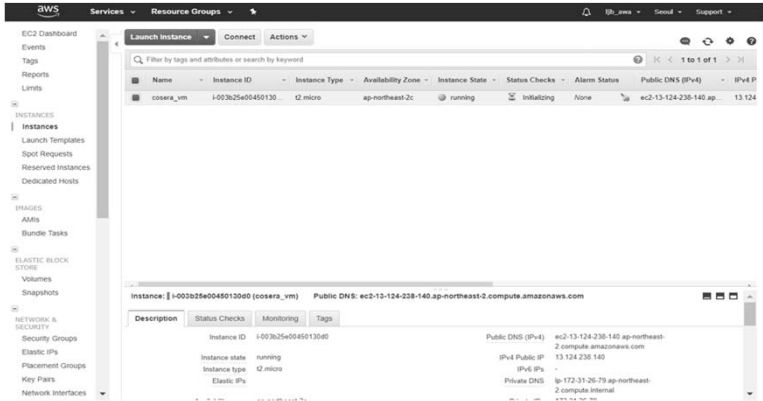 aws Services Resource Groups ljh_awa Seoul Support
EC2 Dashboard
Events
Tags
Reports
Limits
INSTANCES
Instances
Launch Templates
Spot Requests
Reserved Instances
Dedicated Hosts
IMAGES
AMIs
Bundle Tasks
ELASTIC BLOCK
STORE
Volumes
Snapshots
NETWORK &
SECURITY
Security Groups
Elastic IPs
Placement Groups
Key Pairs
Network Interfaces
Launch Instance Connect Actions
Filter by tags and attributes or search by keyword 1 to 1 of 1
Name Instance ID Instance Type Availability Zone Instance State Status Checks Alarm Status Public DNS (IPv4) IPv4 P
cosera_vm i-003b25e00450130... t2.micro ap-northeast-2c running Initializing None ec2-13-124-238-140.ap... 13.124
Instance: i-003b25e00450130d0 (cosera_vm) Public DNS: ec2-13-124-238-140.ap-northeast-2.compute.amazonaws.com
Description Status Checks Monitoring Tags
Instance ID i-003b25e00450130d0
Instance state running
Instance type t2.micro
Elastic IPs
Public DNS (IPv4) ec2-13-124-238-140.ap-northeast-
2.compute.amazonaws.com
IPv4 Public IP 13.124.238.140
IPv6 IPs -
Private DNS ip-172-31-26-79.ap-northeast-
2.compute.internal